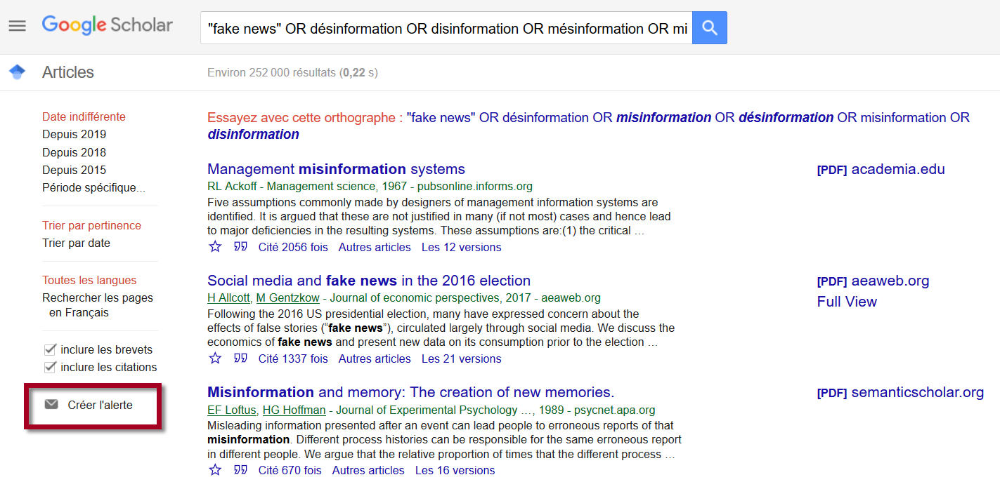 Google Scholar
"fake news" OR désinformation OR disinformation OR mésinformation OR mi
Articles
Environ 252 000 résultats (0,22 s)
Date indifférente
Depuis 2019
Depuis 2018
Depuis 2015
Période spécifique...
Trier par pertinence
Trier par date
Toutes les langues
Rechercher les pages
en Français
inclure les brevets
inclure les citations
Créer l'alerte
Essayez avec cette orthographe : "fake news" OR désinformation OR misinformation OR désinformation OR misinformation OR
disinformation
Management misinformation systems
RL Ackoff - Management science, 1967 - pubsonline.informs.org
Five assumptions commonly made by designers of management information systems are
identified. It is argued that these are not justified in many (if not most) cases and hence lead
to major deficiencies in the resulting systems. These assumptions are:(1) the critical …
Cité 2056 fois Autres articles Les 12 versions
[PDF] academia.edu
Social media and fake news in the 2016 election
H Allcott, M Gentzkow - Journal of economic perspectives, 2017 - aeaweb.org
Following the 2016 US presidential election, many have expressed concern about the
effects of false stories (“fake news”), circulated largely through social media. We discuss the
economics of fake news and present new data on its consumption prior to the election …
Cité 1337 fois Autres articles Les 21 versions
[PDF] aeaweb.org
Full View
Misinformation and memory: The creation of new memories.
EF Loftus, HG Hoffman - Journal of Experimental Psychology …, 1989 - psycnet.apa.org
Misleading information presented after an event can lead people to erroneous reports of that
misinformation. Different process histories can be responsible for the same erroneous report
in different people. We argue that the relative proportion of times that the different process …
Cité 670 fois Autres articles Les 16 versions
[PDF] semanticscholar.org